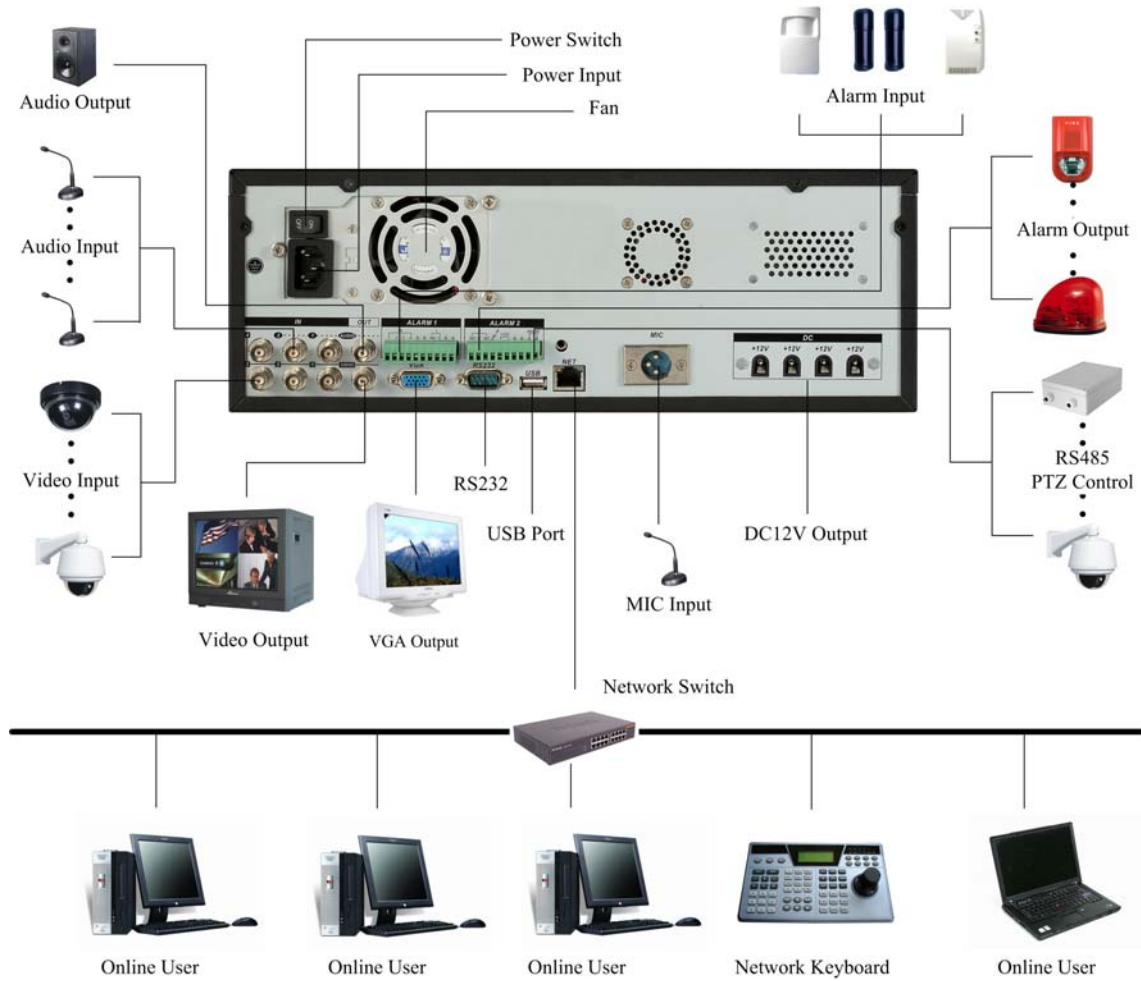 Power Switch
Power Input
Fan
Audio Output
Alarm Input
Audio Input
Alarm Output
IN
OUT
ALARM 1
ALARM 2
MIC
DC
+12V +12V +12V +12V
VGA
RS232
USB
NET
Video Input
RS232
USB Port
DC12V Output
RS485
PTZ Control
MIC Input
Video Output
VGA Output
Network Switch
Online User
Online User
Online User
Network Keyboard
Online User